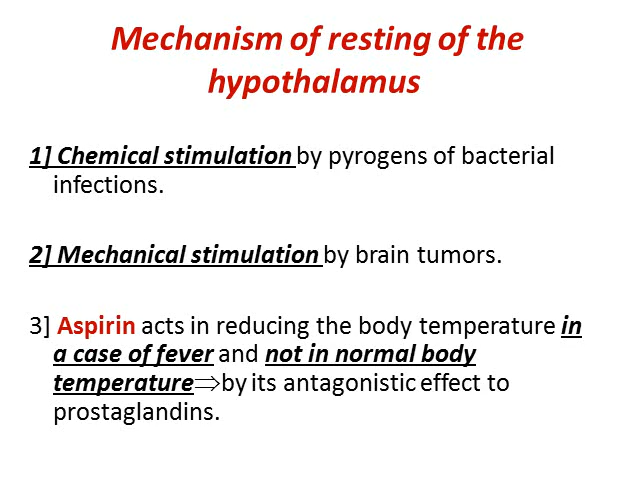 Mechanism of resting of the
hypothalamus
1] Chemical stimulation by pyrogens of bacterial
infections.
2] Mechanical stimulation by brain tumors.
3] Aspirin acts in reducing the body temperature in
a case of fever and not in normal body
temperature⇒by its antagonistic effect to
prostaglandins.